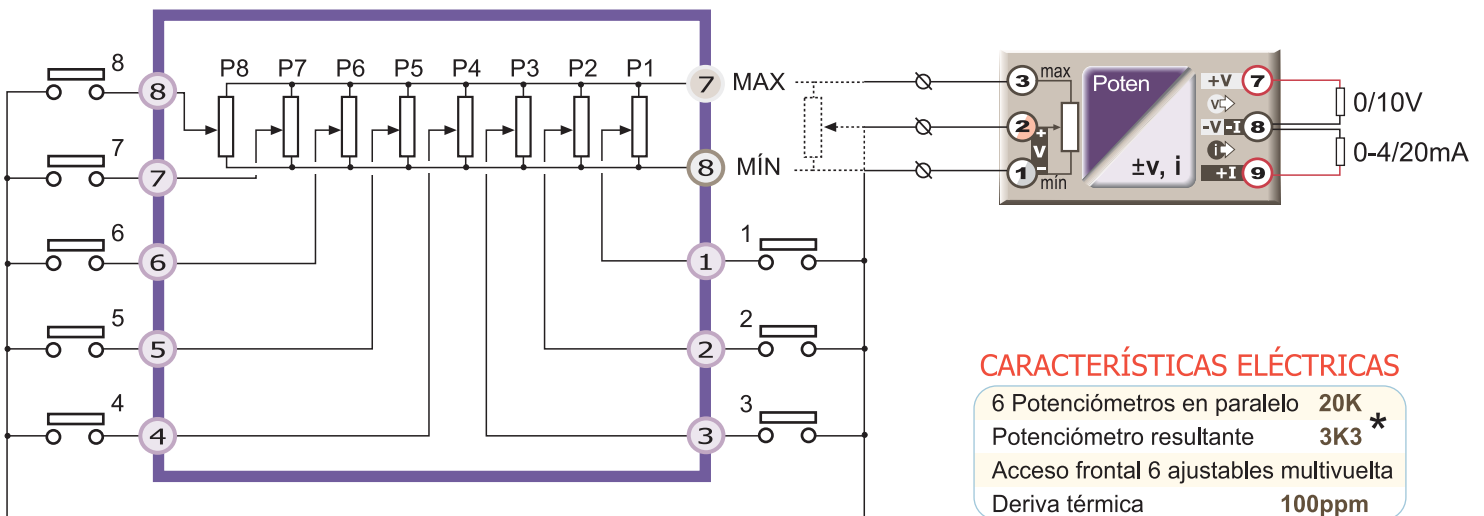 P8 P7 P6 P5 P4 P3 P2 P1
8
8
7
7
6
6
5
5
4
4
7 MAX
8 MÍN
1
1
2
2
3
3
3 max
2
+
V
-
1 mín
Poten
±v, i
+V 7
V
-V -I 8
i
+I 9
0/10V
0-4/20mA
CARACTERÍSTICAS ELÉCTRICAS
6 Potenciómetros en paralelo 20K
Potenciómetro resultante 3K3 *
Acceso frontal 6 ajustables multivuelta
Deriva térmica 100ppm